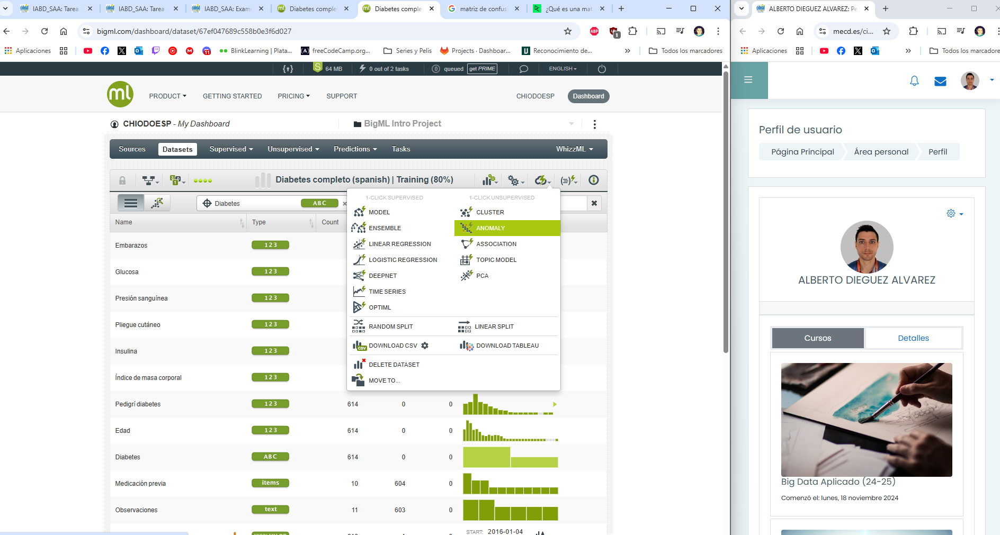 IABD_SAA: Tarea
IABD_SAA: Tarea
IABD_SAA: Exame
Diabetes comple
Diabetes comple
matriz de confus
¿Qué es una mat
bigml.com/dashboard/dataset/67ef047689c558b0e3f6d027
ABP
1
Aplicaciones
11
BlinkLearning | Plata...
freeCodeCamp.org...
Series y Pelis
Projects · Dashboar...
Reconocimiento de...
»
Todos los marcadores
S 64 MB
0 out of 2 tasks
0 queued
get PRIME
ENGLISH
ml
PRODUCT
GETTING STARTED
PRICING
SUPPORT
CHIODOESP
Dashboard
CHIODOESP - My Dashboard
BigML Intro Project
Sources
Datasets
Supervised
Unsupervised
Predictions
Tasks
WhizzML
Diabetes completo (spanish) | Training (80%)
Diabetes
ABC
Name
Type
Count
1-CLICK SUPERVISED
MODEL
ENSEMBLE
LINEAR REGRESSION
LOGISTIC REGRESSION
DEEPNET
TIME SERIES
OPTIML
1-CLICK UNSUPERVISED
CLUSTER
ANOMALY
ASSOCIATION
TOPIC MODEL
PCA
RANDOM SPLIT
LINEAR SPLIT
DOWNLOAD CSV
DOWNLOAD TABLEAU
DELETE DATASET
MOVE TO...
Embarazos 123
Glucosa 123
Presión sanguínea 123
Pliegue cutáneo 123
Insulina 123
Índice de masa corporal 123
Pedigrí diabetes 123 614 0 0
Edad 123 614 0 0
Diabetes ABC 614 0 0
Medicación previa items 10 604 0
Observaciones text 11 603 0
START: 2016-01-04
ALBERTO DIEGUEZ ALVAREZ: Pe
mecd.es/ci...
Aplicaciones
»
Todos los marcadore
Perfil de usuario
Página Principal
Área personal
Perfil
ALBERTO DIEGUEZ ALVAREZ
Cursos
Detalles
Big Data Aplicado (24-25)
Comenzó el: lunes, 18 noviembre 2024